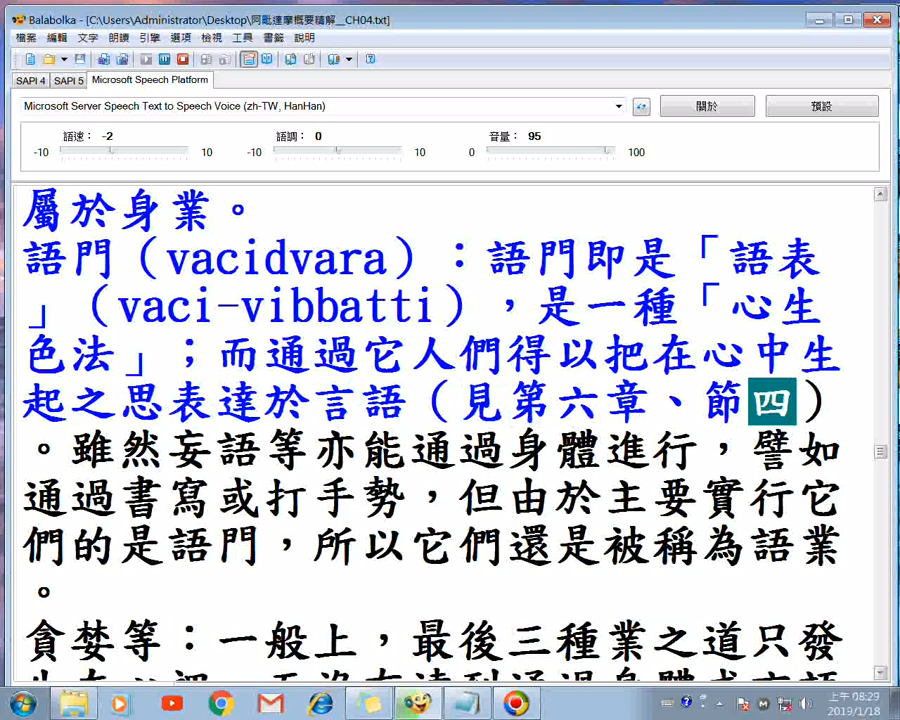 Balabolka - [C:\Users\Administrator\Desktop\阿毗達摩概要精解__CH04.txt]
檔案 編輯 文字 朗讀 引擎 選項 檢視 工具 書籤 說明
SAPI 4 SAPI 5 Microsoft Speech Platform
Microsoft Server Speech Text to Speech Voice (zh-TW, HanHan) 關於 預設
語速： -2 語調： 0 音量： 95
-10 10 -10 10 0 100
屬於身業。
語門（vacidvara）：語門即是「語表
」（vaci-vibbatti），是一種「心生
色法」；而通過它人們得以把在心中生
起之思表達於言語（見第六章、節四）
。雖然妄語等亦能通過身體進行，譬如
通過書寫或打手勢，但由於主要實行它
們的是語門，所以它們還是被稱為語業
。
貪婪等：一般上，最後三種業之道只發
上午 08:29
2019/1/18